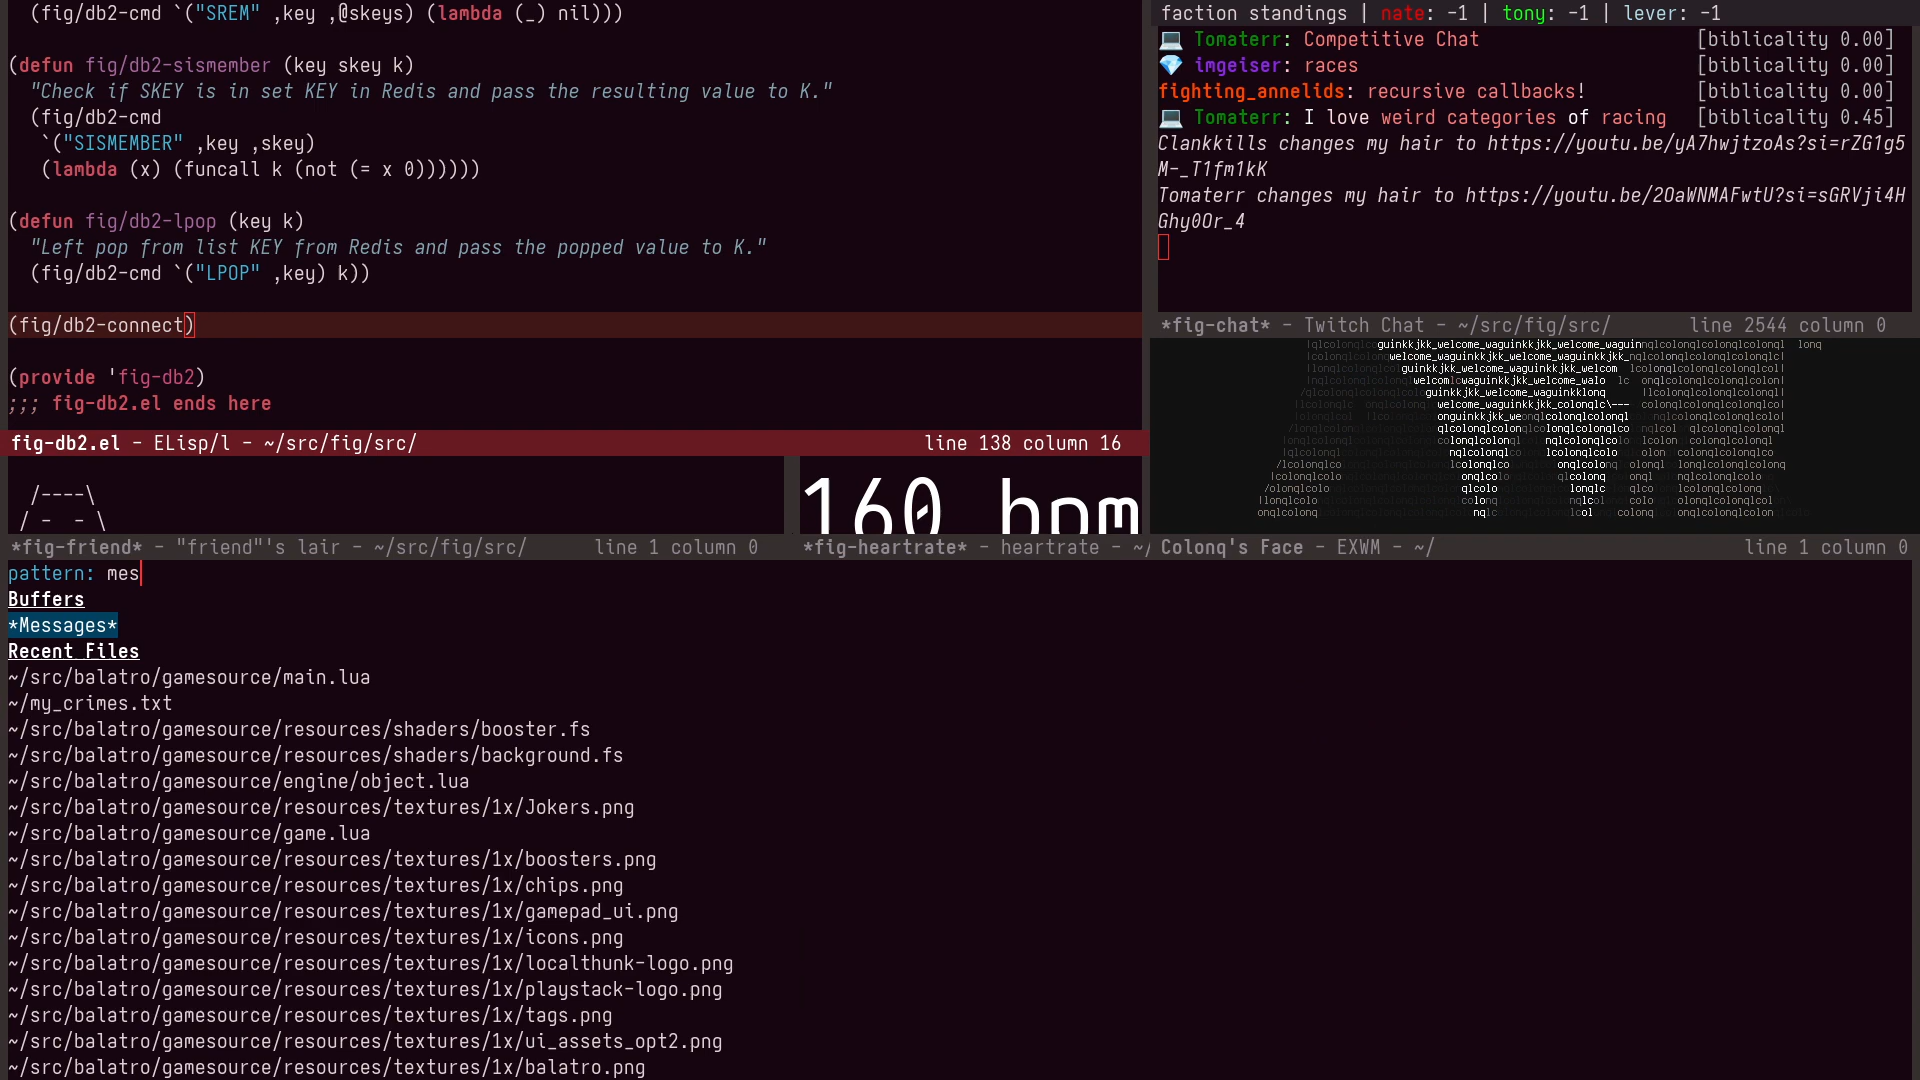 (fig/db2-cmd `("SREM" ,key ,@skeys) (lambda (_) nil)))
(defun fig/db2-sismember (key skey k)
"Check if SKEY is in set KEY in Redis and pass the resulting value to K."
(fig/db2-cmd
`("SISMEMBER" ,key ,skey)
(lambda (x) (funcall k (not (= x 0))))))
(defun fig/db2-lpop (key k)
"Left pop from list KEY from Redis and pass the popped value to K."
(fig/db2-cmd `("LPOP" ,key) k))
(fig/db2-connect)
(provide 'fig-db2)
;;; fig-db2.el ends here
fig-db2.el - ELisp/l - ~/src/fig/src/ line 138 column 16
/----\
/ -  - \
*fig-friend* - "friend"'s lair - ~/src/fig/src/ line 1 column 0
160 bpm
*fig-heartrate* - heartrate - ~/
faction standings | nate: -1 | tony: -1 | lever: -1
Tomaterr: Competitive Chat [biblicality 0.00]
imgeiser: races [biblicality 0.00]
fighting_annelids: recursive callbacks! [biblicality 0.00]
Tomaterr: I love weird categories of racing [biblicality 0.45]
Clankkills changes my hair to https://youtu.be/yA7hwjtzoAs?si=rZG1g5
M-_T1fm1kK
Tomaterr changes my hair to https://youtu.be/2OaWNMAFwtU?si=sGRVji4H
Ghy0Or_4
*fig-chat* - Twitch Chat - ~/src/fig/src/ line 2544 column 0
Colonq's Face - EXWM - ~/ line 1 column 0
pattern: mes
Buffers
*Messages*
Recent Files
~/src/balatro/gamesource/main.lua
~/my_crimes.txt
~/src/balatro/gamesource/resources/shaders/booster.fs
~/src/balatro/gamesource/resources/shaders/background.fs
~/src/balatro/gamesource/engine/object.lua
~/src/balatro/gamesource/resources/textures/1x/Jokers.png
~/src/balatro/gamesource/game.lua
~/src/balatro/gamesource/resources/textures/1x/boosters.png
~/src/balatro/gamesource/resources/textures/1x/chips.png
~/src/balatro/gamesource/resources/textures/1x/gamepad_ui.png
~/src/balatro/gamesource/resources/textures/1x/icons.png
~/src/balatro/gamesource/resources/textures/1x/localthunk-logo.png
~/src/balatro/gamesource/resources/textures/1x/playstack-logo.png
~/src/balatro/gamesource/resources/textures/1x/tags.png
~/src/balatro/gamesource/resources/textures/1x/ui_assets_opt2.png
~/src/balatro/gamesource/resources/textures/1x/balatro.png